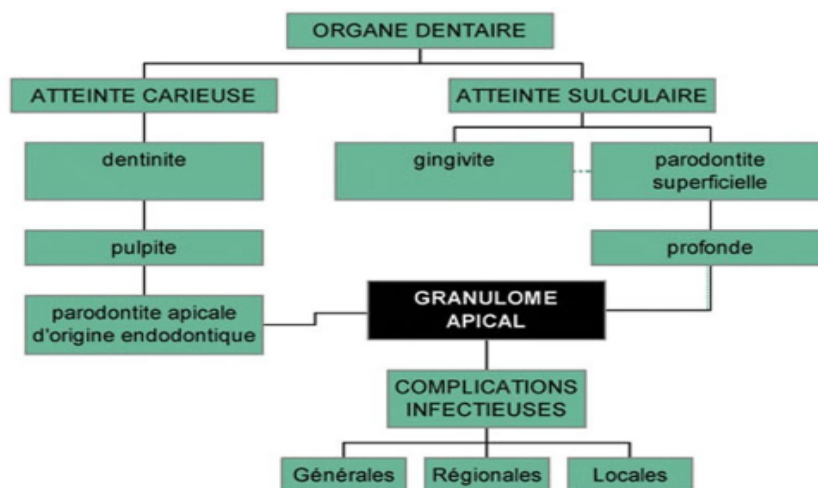 ORGANE DENTAIRE
ATTEINTE CARIEUSE
ATTEINTE SULCULAIRE
dentinite
gingivite
parodontite
superficielle
pulpite
profonde
GRANULOME
APICAL
parodontite apicale
d'origine endodontique
COMPLICATIONS
INFECTIEUSES
Générales
Régionales
Locales